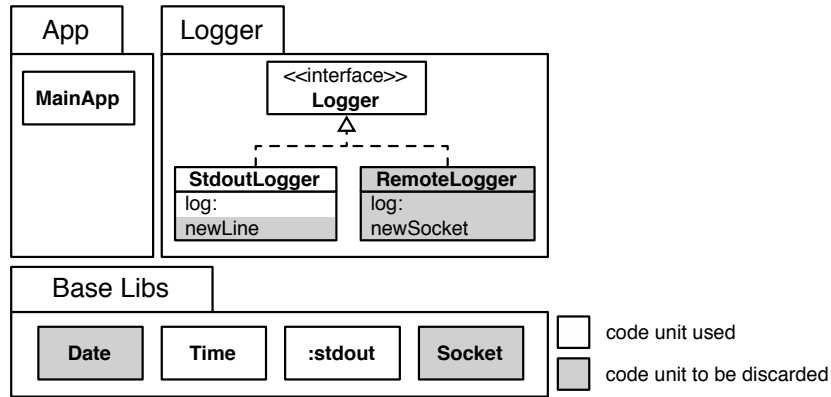 App
Logger
MainApp
<<interface>>
Logger
StdoutLogger
log:
newLine
RemoteLogger
log:
newSocket
Base Libs
Date
Time
:stdout
Socket
code unit used
code unit to be discarded